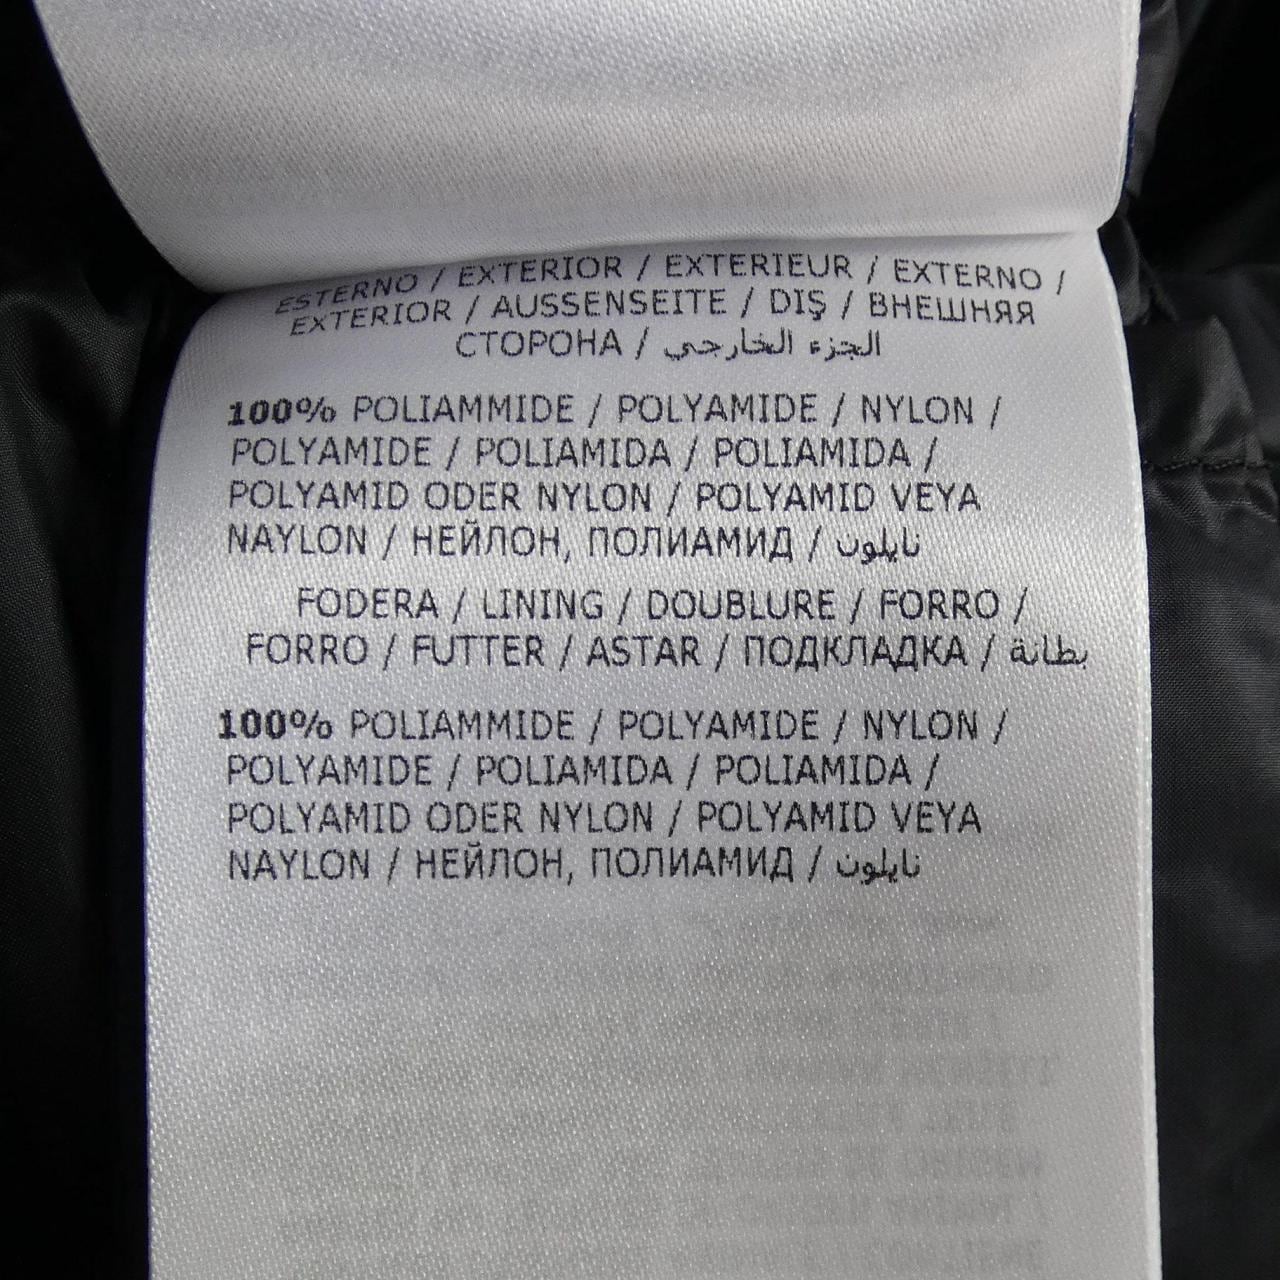 ESTERNO / EXTERIOR / EXTERIEUR / EXTERNO /
EXTERIOR / AUSSENSEITE / DIŞ / ВНЕШНЯЯ
СТОРОНА / الجزء الخارجي
100% POLIAMMIDE / POLYAMIDE / NYLON /
POLYAMIDE / POLIAMIDA / POLIAMIDA /
POLYAMID ODER NYLON / POLYAMID VEYA
NAYLON / НЕЙЛОН, ПОЛИАМИД / نايلون
FODERA / LINING / DOUBLURE / FORRO /
FORRO / FUTTER / ASTAR / ПОДКЛАДКА / بطانة
100% POLIAMMIDE / POLYAMIDE / NYLON /
POLYAMIDE / POLIAMIDA / POLIAMIDA /
POLYAMID ODER NYLON / POLYAMID VEYA
NAYLON / НЕЙЛОН, ПОЛИАМИД / نايلون